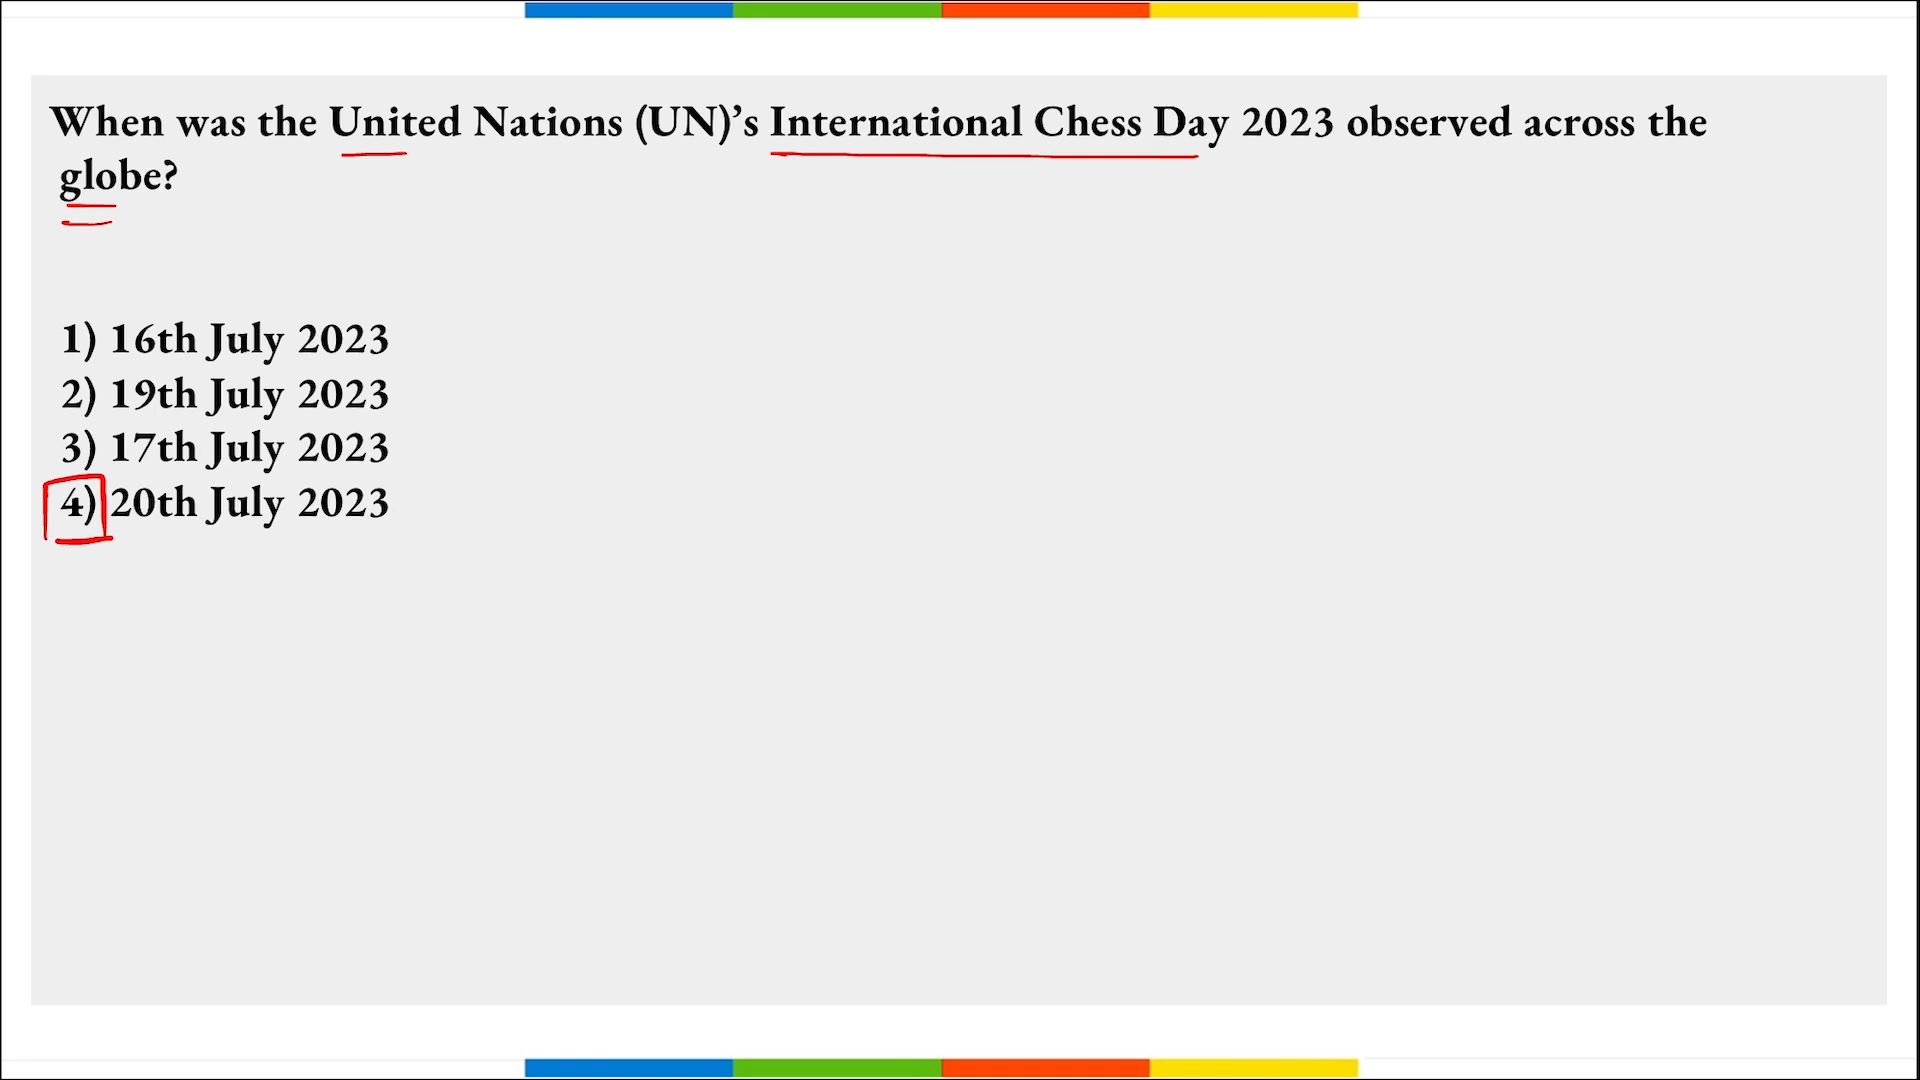 When was the United Nations (UN)’s International Chess Day 2023 observed across the
globe?
1) 16th July 2023
2) 19th July 2023
3) 17th July 2023
4) 20th July 2023